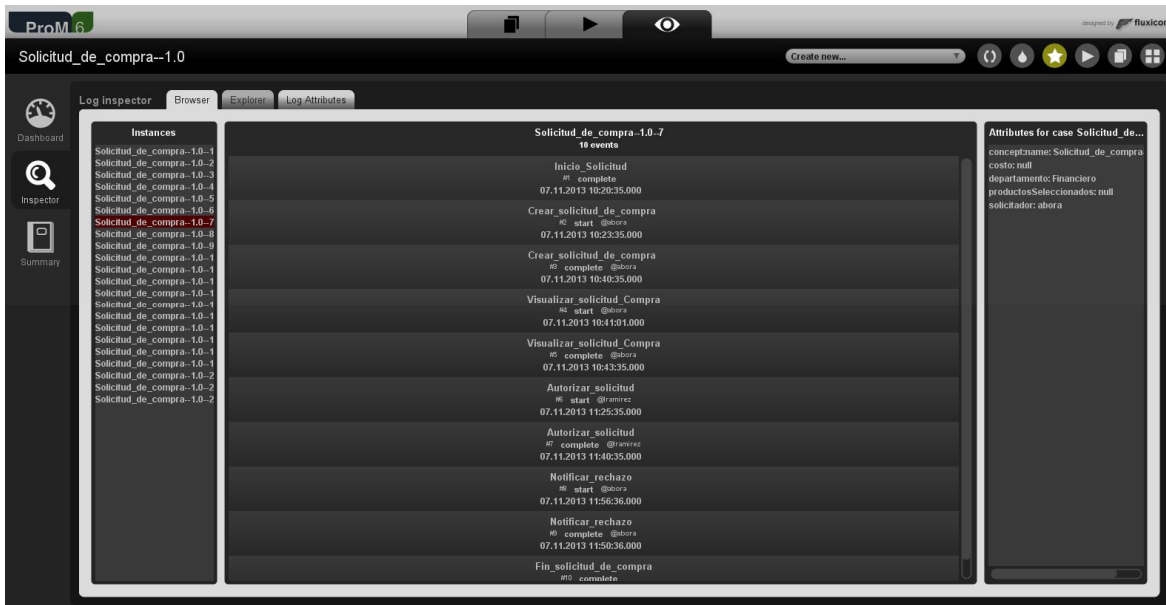 ProM 6
designed by fluxicon
Solicitud_de_compra--1.0
Create new...
Log inspector Browser Explorer Log Attributes
Dashboard
Inspector
Summary
Instances
Solicitud_de_compra--1.0--1
Solicitud_de_compra--1.0--2
Solicitud_de_compra--1.0--3
Solicitud_de_compra--1.0--4
Solicitud_de_compra--1.0--5
Solicitud_de_compra--1.0--6
Solicitud_de_compra--1.0--7
Solicitud_de_compra--1.0--8
Solicitud_de_compra--1.0--9
Solicitud_de_compra--1.0--1
Solicitud_de_compra--1.0--1
Solicitud_de_compra--1.0--1
Solicitud_de_compra--1.0--1
Solicitud_de_compra--1.0--1
Solicitud_de_compra--1.0--1
Solicitud_de_compra--1.0--1
Solicitud_de_compra--1.0--1
Solicitud_de_compra--1.0--1
Solicitud_de_compra--1.0--1
Solicitud_de_compra--1.0--2
Solicitud_de_compra--1.0--2
Solicitud_de_compra--1.0--2
Solicitud_de_compra--1.0--7
10 events
Inicio_Solicitud
#1 complete
07.11.2013 10:20:35.000
Crear_solicitud_de_compra
#2 start @abora
07.11.2013 10:23:35.000
Crear_solicitud_de_compra
#3 complete @abora
07.11.2013 10:40:35.000
Visualizar_solicitud_Compra
#4 start @abora
07.11.2013 10:41:01.000
Visualizar_solicitud_Compra
#5 complete @abora
07.11.2013 10:43:35.000
Autorizar_solicitud
#6 start @lramirez
07.11.2013 11:25:35.000
Autorizar_solicitud
#7 complete @lramirez
07.11.2013 11:40:35.000
Notificar_rechazo
#8 start @abora
07.11.2013 11:56:36.000
Notificar_rechazo
#9 complete @abora
07.11.2013 11:50:36.000
Fin_solicitud_de_compra
#10 complete
Attributes for case Solicitud_de...
concept:name: Solicitud_de_compra
costo: null
departamento: Financiero
productosSeleccionados: null
solicitador: abora